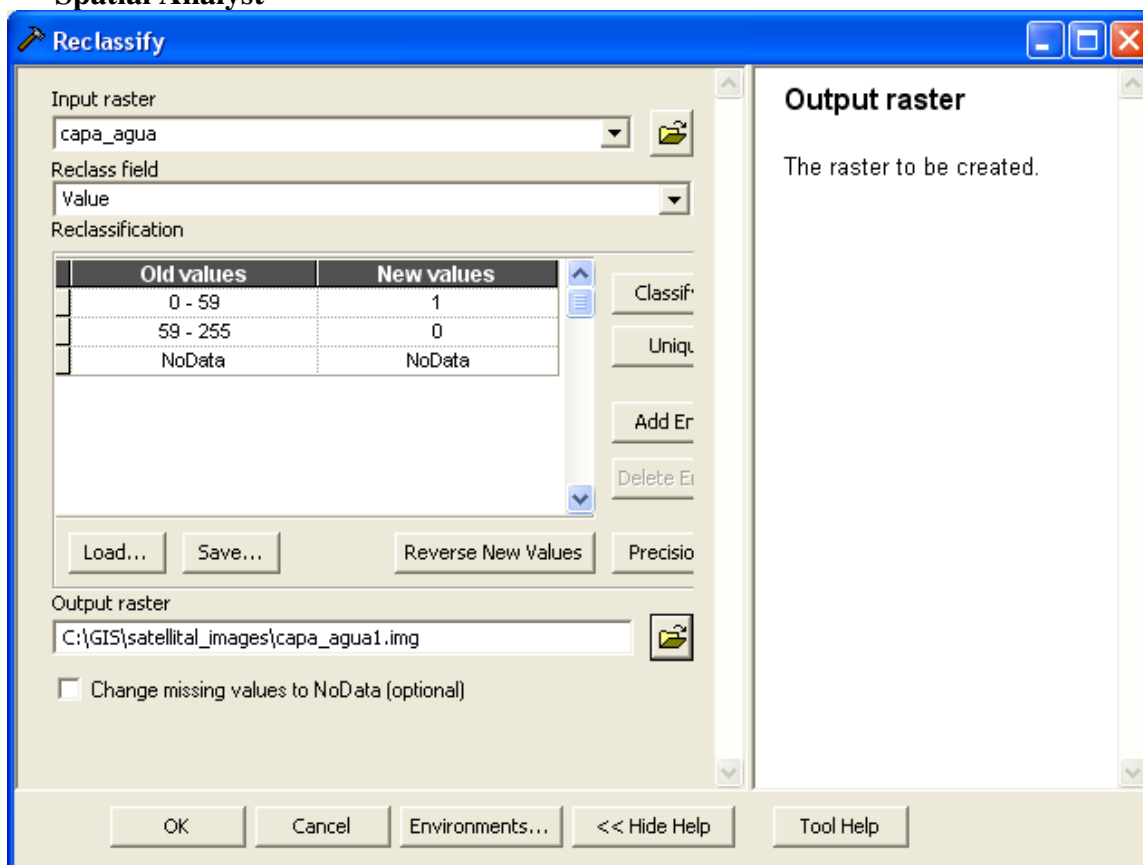 Spatial Analyst
Reclassify
Input raster
capa_agua
Reclass field
Value
Reclassification
Old values New values
0 - 59 1
59 - 255 0
NoData NoData
Classif
Uniqu
Add En
Delete En
Load... Save... Reverse New Values Precisio
Output raster
C:\GIS\satellital_images\capa_agua1.img
Change missing values to NoData (optional)
OK Cancel Environments... << Hide Help Tool Help
Output raster
The raster to be created.